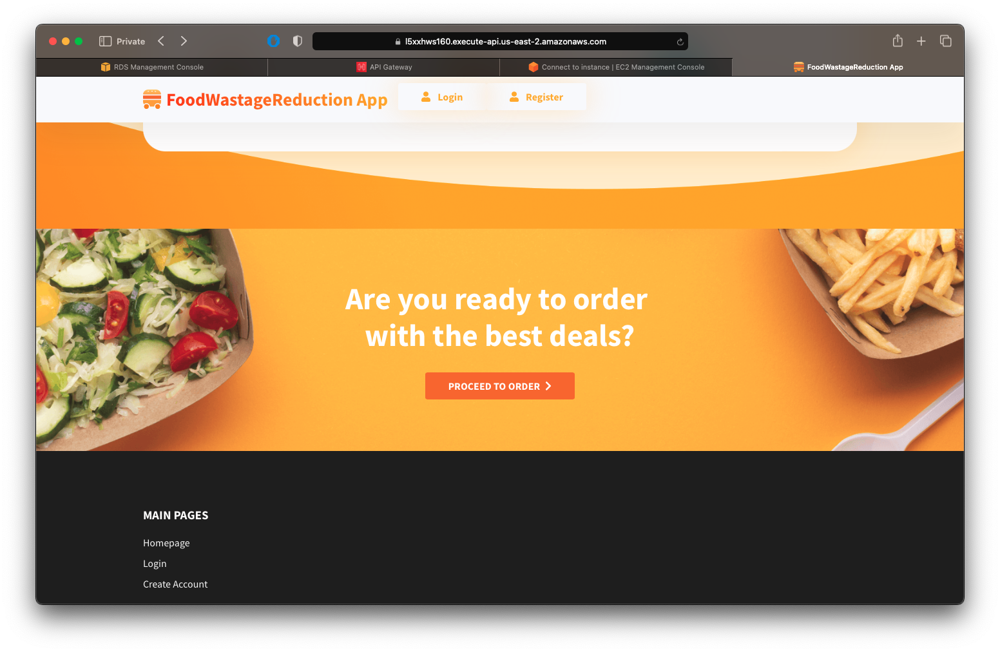 Private
l5xxhws160.execute-api.us-east-2.amazonaws.com
RDS Management Console
API Gateway
Connect to instance | EC2 Management Console
FoodWastageReduction App
FoodWastageReduction App
Login
Register
Are you ready to order
with the best deals?
PROCEED TO ORDER
MAIN PAGES
Homepage
Login
Create Account